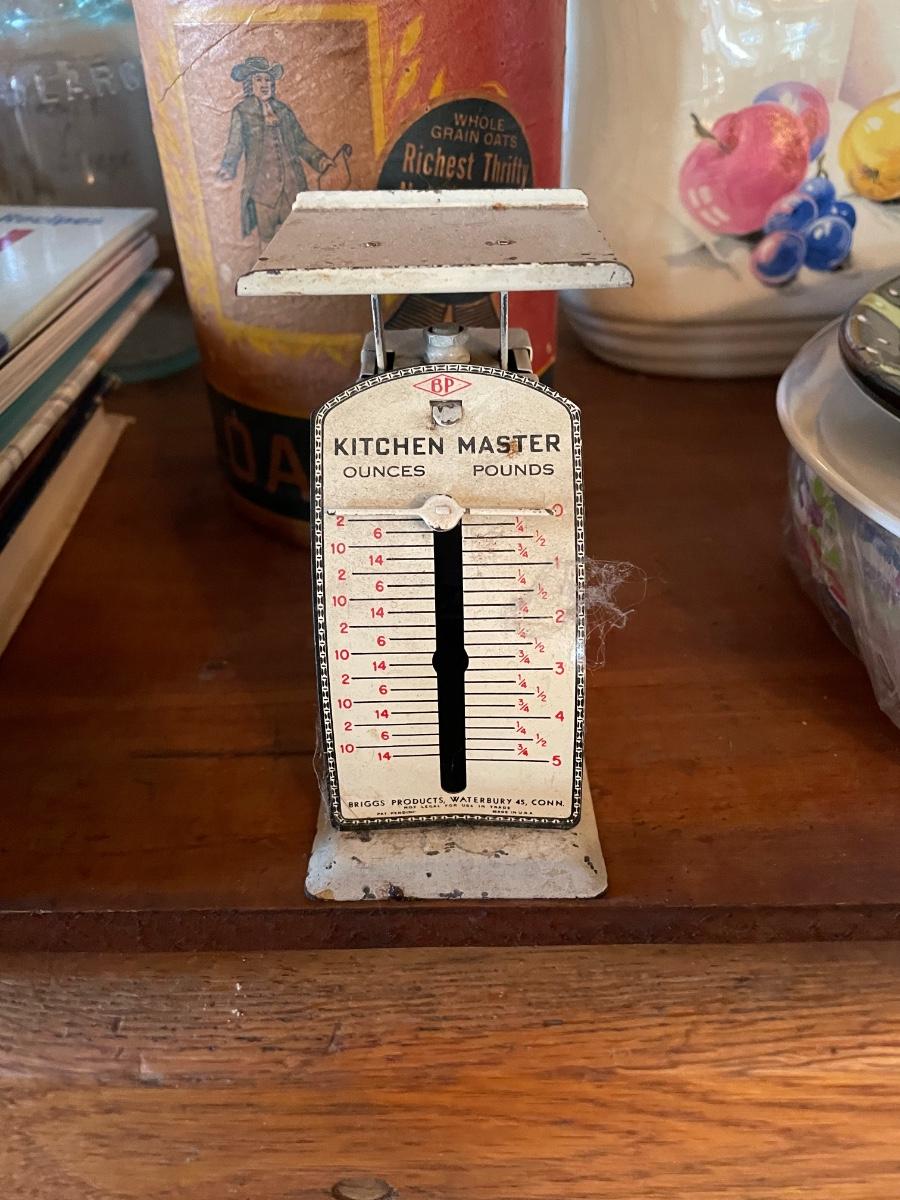 WHOLE
GRAIN OATS
Richest Thrifty
BP
KITCHEN MASTER
OUNCES POUNDS
0
2 1/4
6 1/2
10 3/4
14 1
2 1/4
6 1/2
10 3/4
14 2
2 1/4
6 1/2
10 3/4
14 3
2 1/4
6 1/2
10 3/4
14 4
2 1/4
6 1/2
10 3/4
14 5
BRIGGS PRODUCTS, WATERBURY 45, CONN.
NOT LEGAL FOR USE IN TRADE
PAT. PENDING MADE IN U.S.A.